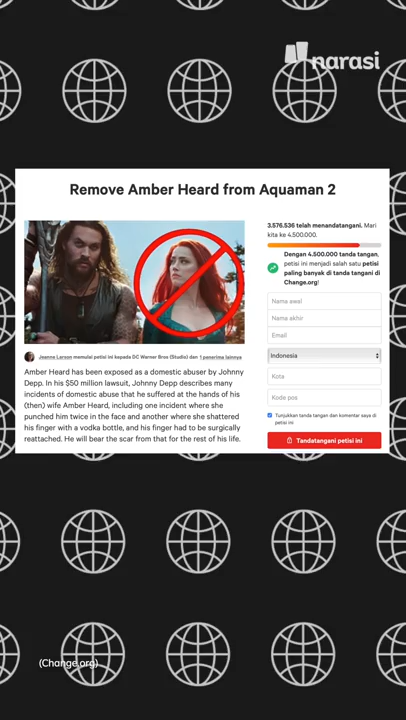 narasi
Remove Amber Heard from Aquaman 2
3.576.536 telah menandatangani. Mari
kita ke 4.500.000.
Dengan 4.500.000 tanda tangan,
petisi ini menjadi salah satu petisi
paling banyak di tanda tangani di
Change.org!
Nama awal
Nama akhir
Email
Indonesia
Kota
Kode pos
Tunjukkan tanda tangan dan komentar saya di
petisi ini
Tandatangani petisi ini
Jeanne Larson memulai petisi ini kepada DC Warner Bros (Studio) dan 1 penerima lainnya
Amber Heard has been exposed as a domestic abuser by Johnny
Depp. In his $50 million lawsuit, Johnny Depp describes many
incidents of domestic abuse that he suffered at the hands of his
(then) wife Amber Heard, including one incident where she
punched him twice in the face and another where she shattered
his finger with a vodka bottle, and his finger had to be surgically
reattached. He will bear the scar from that for the rest of his life.
(Change.org)